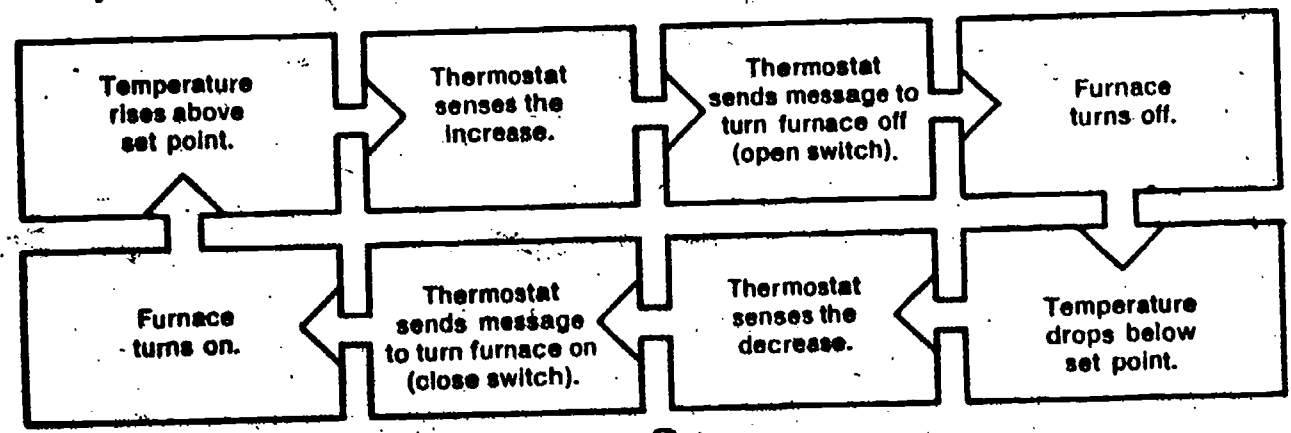 Temperature
rises above
set point.
Thermostat
senses the
increase.
Thermostat
sends message to
turn furnace off
(open switch).
Furnace
turns off.
Furnace
turns on.
Thermostat
sends message
to turn furnace on
(close switch).
Thermostat
senses the
decrease.
Temperature
drops below
set point.